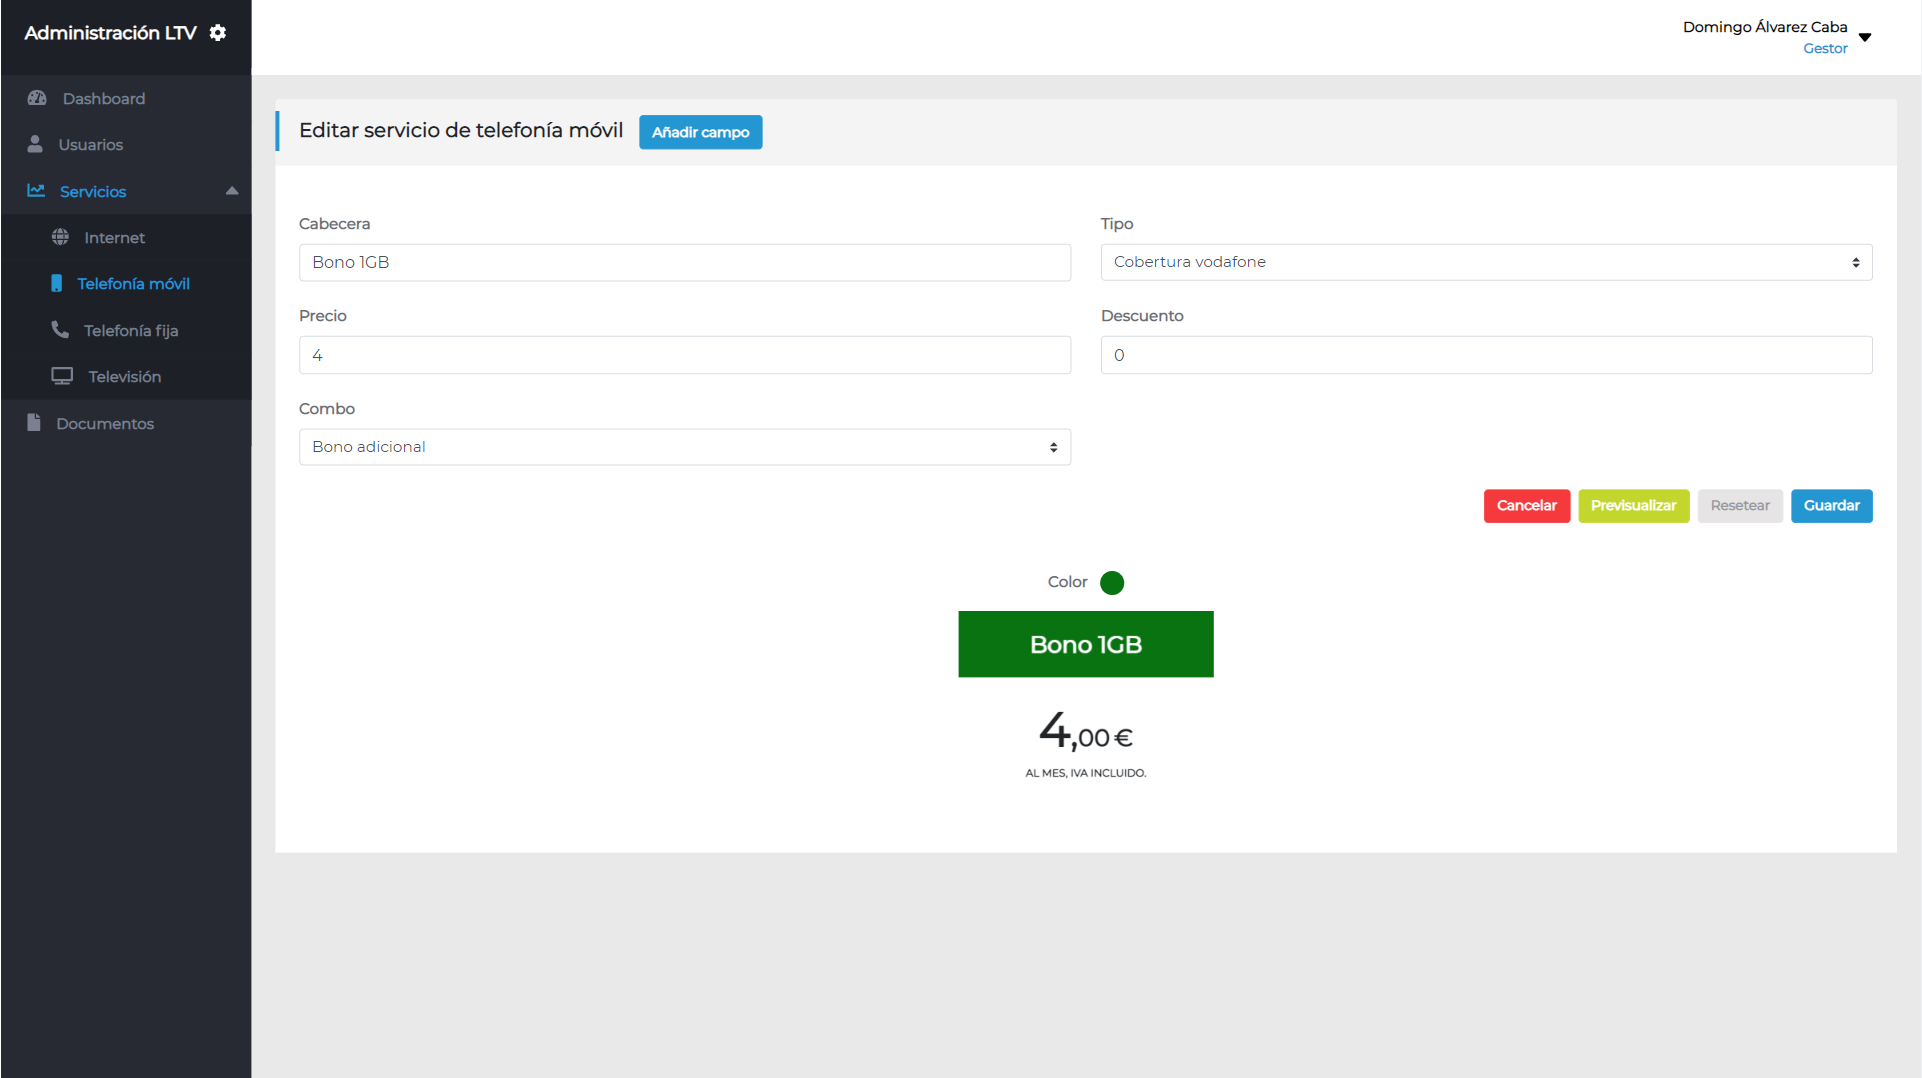 Administración LTV
Domingo Álvarez Caba
Gestor
Dashboard
Usuarios
Servicios
Internet
Telefonía móvil
Telefonía fija
Televisión
Documentos
Editar servicio de telefonía móvil
Añadir campo
Cabecera
Bono 1GB
Tipo
Cobertura vodafone
Precio
4
Descuento
0
Combo
Bono adicional
Cancelar
Previsualizar
Resetear
Guardar
Color
Bono 1GB
4,00 €
AL MES, IVA INCLUIDO.